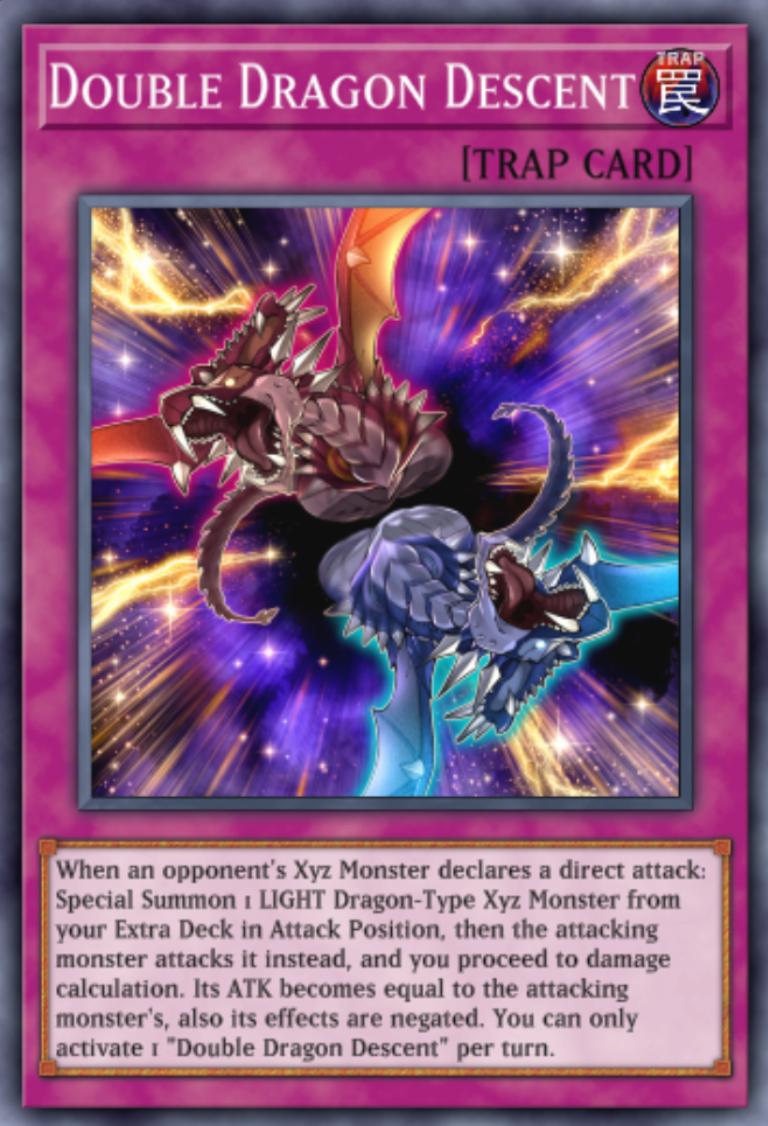 DOUBLE DRAGON DESCENT
TRAP
罠
[TRAP CARD]
When an opponent's Xyz Monster declares a direct attack:
Special Summon 1 LIGHT Dragon-Type Xyz Monster from
your Extra Deck in Attack Position, then the attacking
monster attacks it instead, and you proceed to damage
calculation. Its ATK becomes equal to the attacking
monster's, also its effects are negated. You can only
activate 1 "Double Dragon Descent" per turn.